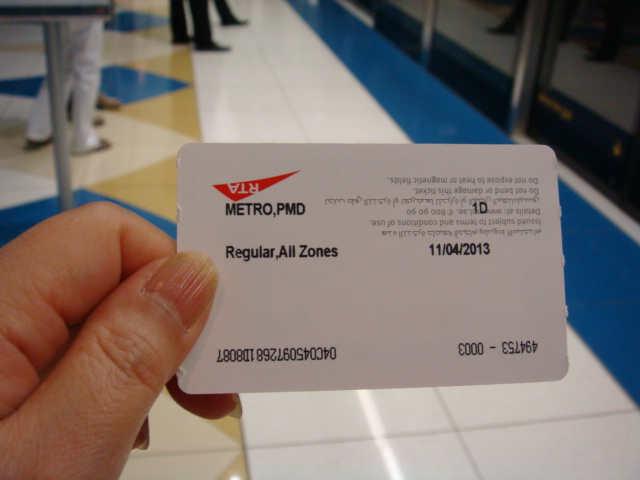 RTA
METRO,PMD
1D
Regular,All Zones
11/04/2013
Do not expose to heat or magnetic fields.
Do not bend or damage this ticket.
Details at: www.rta.ae. ✆ 800 90 90
Issued subject to terms and conditions of use.
494753 - 0003